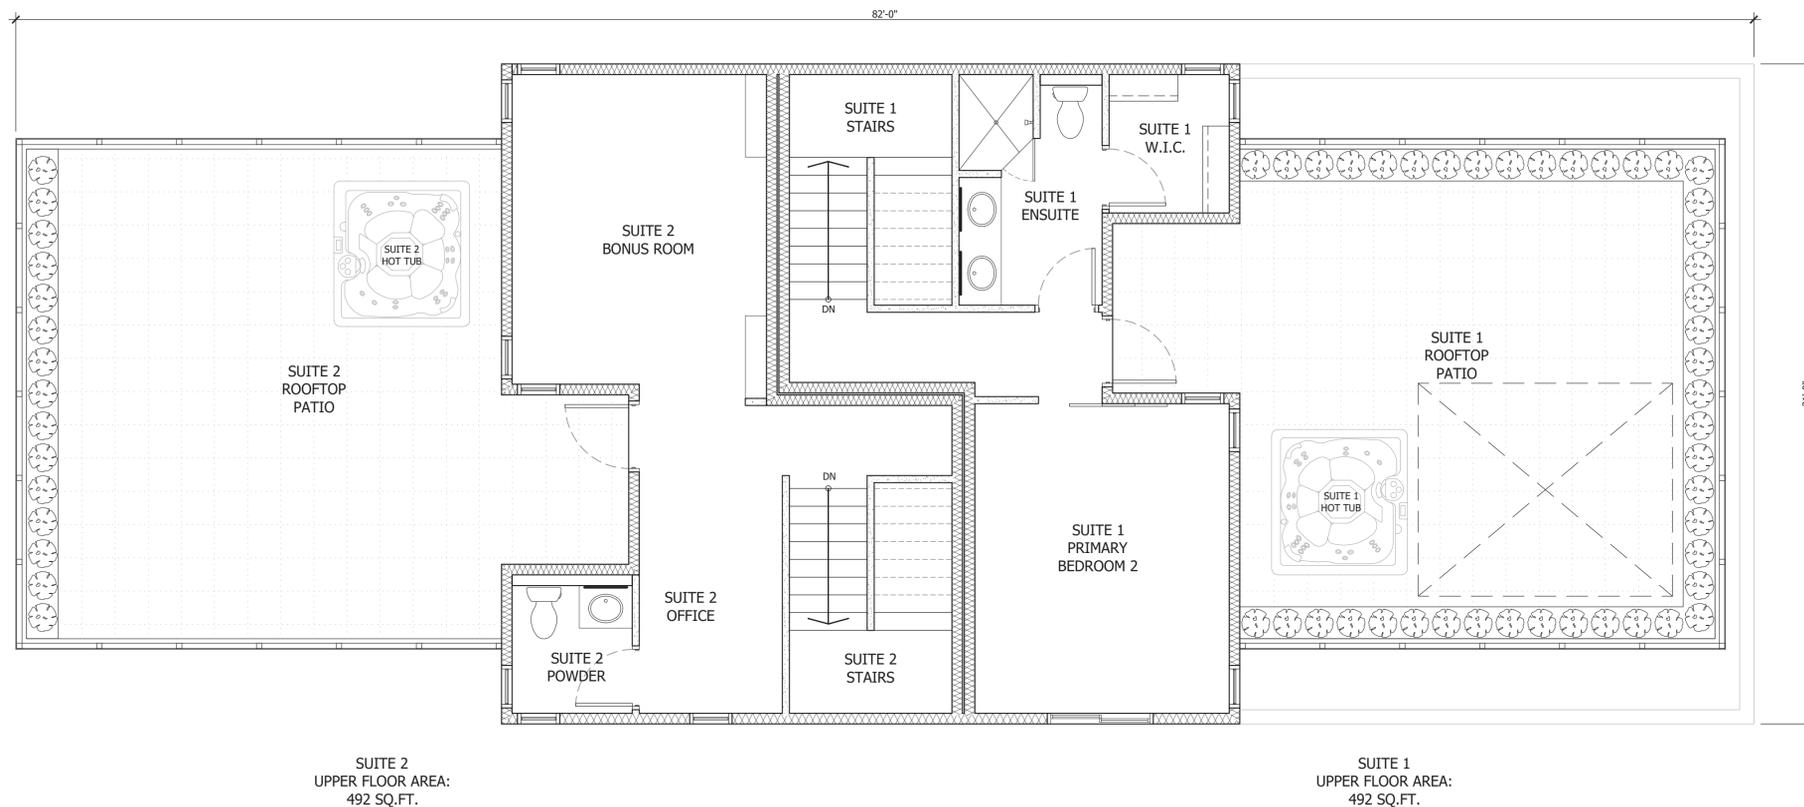 82'-0"
SUITE 1
STAIRS
SUITE 1
W.I.C.
SUITE 1
ENSUITE
SUITE 2
BONUS ROOM
SUITE 2
HOT TUB
DN
SUITE 2
ROOFTOP
PATIO
SUITE 1
ROOFTOP
PATIO
DN
SUITE 1
HOT TUB
SUITE 1
PRIMARY
BEDROOM 2
SUITE 2
OFFICE
SUITE 2
POWDER
SUITE 2
STAIRS
SUITE 2
UPPER FLOOR AREA:
492 SQ.FT.
SUITE 1
UPPER FLOOR AREA:
492 SQ.FT.